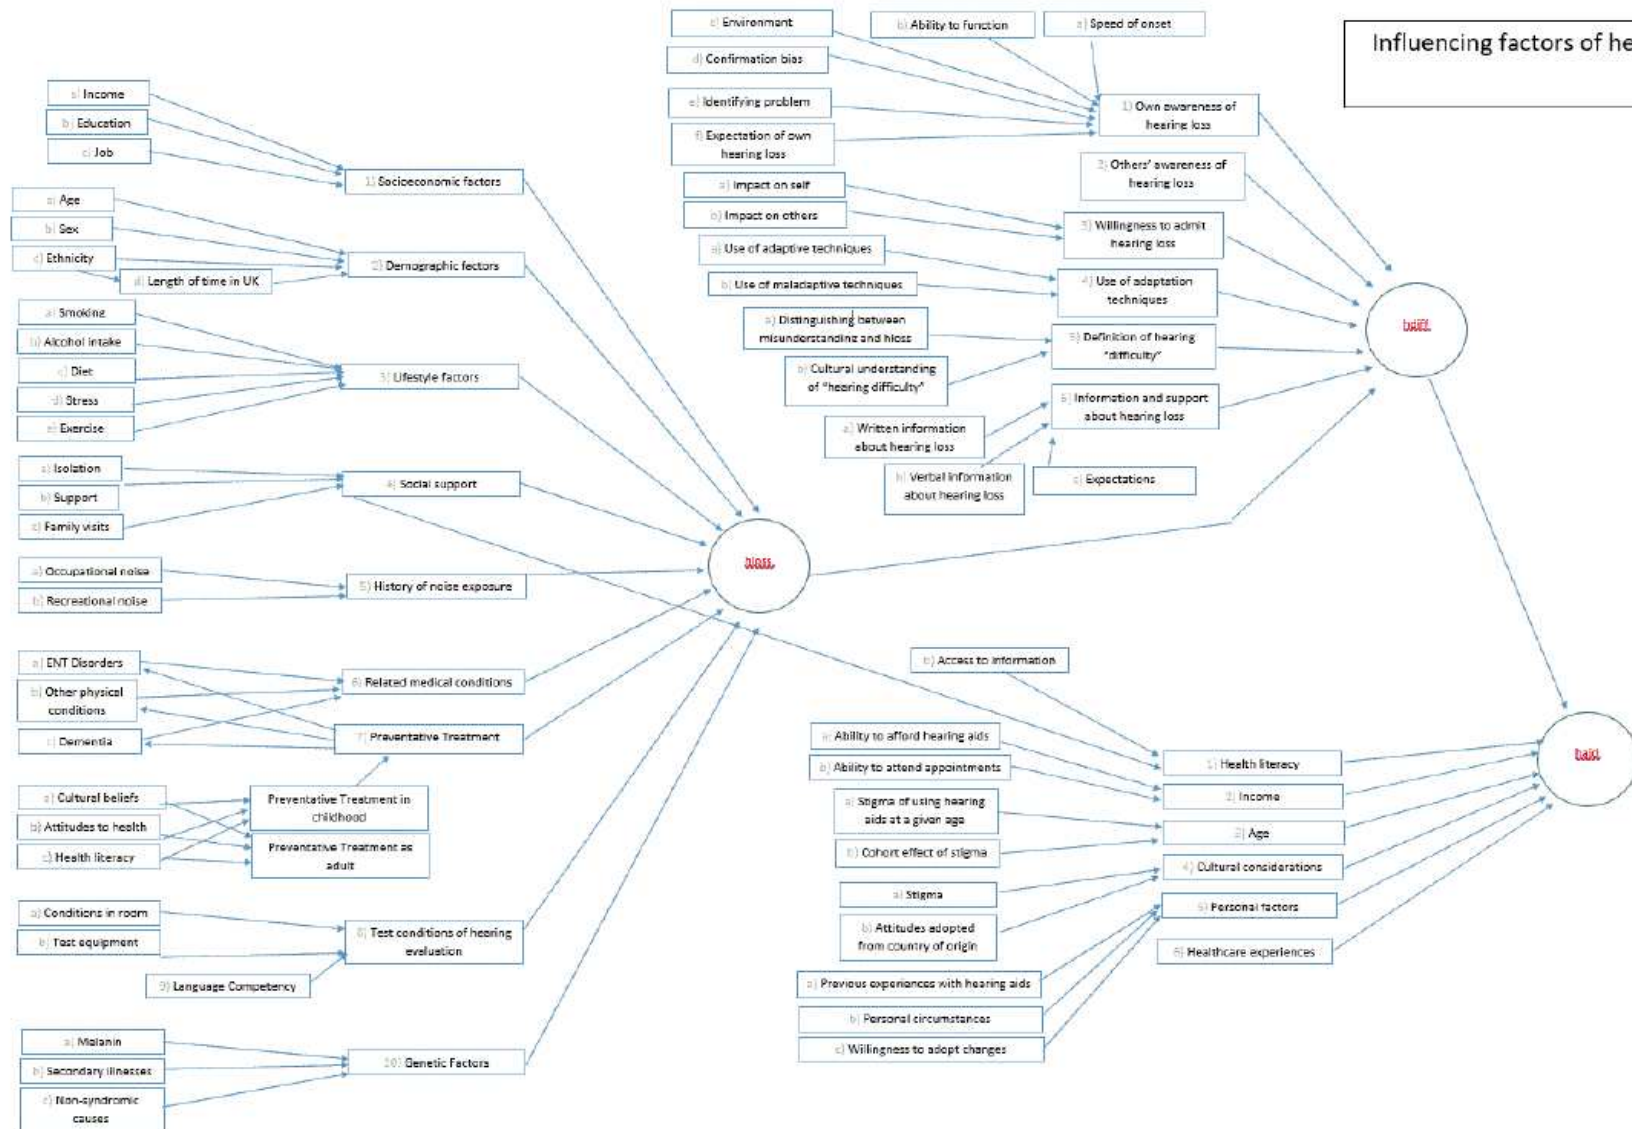 Influencing factors of he
c) Environment
b) Ability to function
a) Speed of onset
d) Confirmation bias
e) Identifying problem
f) Expectation of own
hearing loss
1) Own awareness of
hearing loss
2) Others' awareness of
hearing loss
a) Impact on self
b) Impact on others
3) Willingness to admit
hearing loss
a) Use of adaptive techniques
b) Use of maladaptive techniques
4) Use of adaptation
techniques
a) Distinguishing between
misunderstanding and hloss
b) Cultural understanding
of "hearing difficulty"
5) Definition of hearing
"difficulty"
a) Written information
about hearing loss
b) Verbal information
about hearing loss
c) Expectations
6) Information and support
about hearing loss
hdiff
a) Income
b) Education
c) Job
1) Socioeconomic factors
a) Age
b) Sex
c) Ethnicity
d) Length of time in UK
2) Demographic factors
a) Smoking
b) Alcohol intake
c) Diet
d) Stress
e) Exercise
3) Lifestyle factors
a) Isolation
b) Support
c) Family visits
4) Social support
a) Occupational noise
b) Recreational noise
5) History of noise exposure
hloss
a) ENT Disorders
b) Other physical
conditions
c) Dementia
6) Related medical conditions
7) Preventative Treatment
a) Cultural beliefs
b) Attitudes to health
c) Health literacy
Preventative Treatment in
childhood
Preventative Treatment as
adult
a) Conditions in room
b) Test equipment
8) Test conditions of hearing
evaluation
9) Language Competency
a) Melanin
b) Secondary illnesses
c) Non-syndromic
causes
10) Genetic Factors
b) Access to information
a) Ability to afford hearing aids
b) Ability to attend appointments
a) Stigma of using hearing
aids at a given age
b) Cohort effect of stigma
a) Stigma
b) Attitudes adopted
from country of origin
a) Previous experiences with hearing aids
b) Personal circumstances
c) Willingness to adopt changes
1) Health literacy
2) Income
3) Age
4) Cultural considerations
5) Personal factors
6) Healthcare experiences
haid